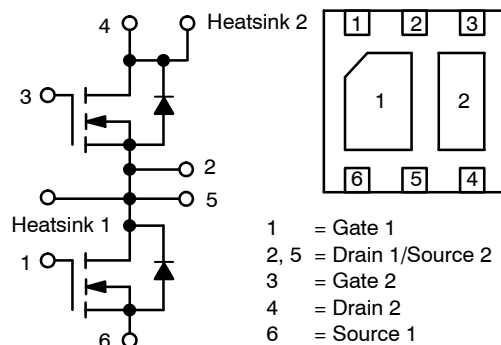 4
Heatsink 2
3
2
5
Heatsink 1
1
6
1 2 3
1 2
6 5 4
1 = Gate 1
2, 5 = Drain 1/Source 2
3 = Gate 2
4 = Drain 2
6 = Source 1